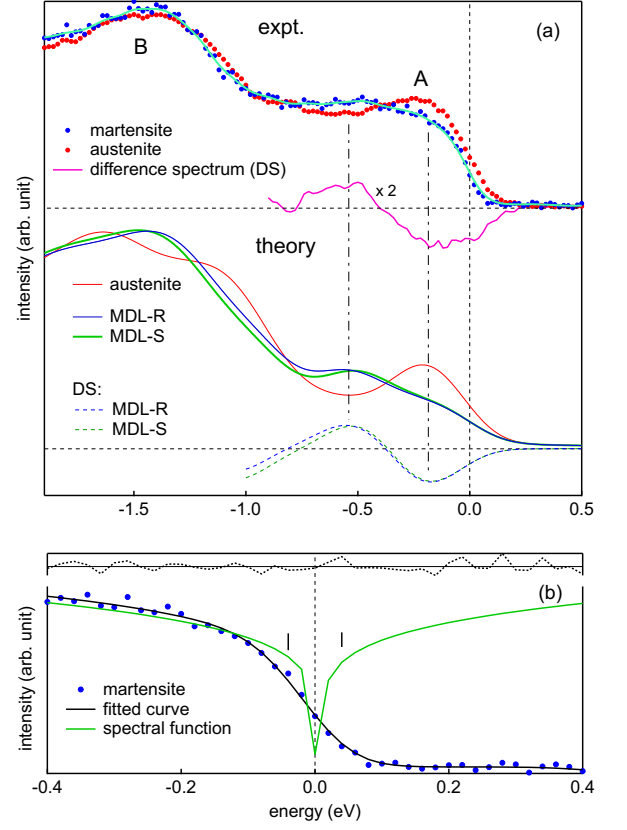 expt.
(a)
B
A
martensite
austenite
difference spectrum (DS)
x 2
theory
intensity (arb. unit)
austenite
MDL-R
MDL-S
DS:
MDL-R
MDL-S
-1.5 -1.0 -0.5 0.0 0.5
(b)
intensity (arb. unit)
martensite
fitted curve
spectral function
-0.4 -0.2 0.0 0.2 0.4
energy (eV)